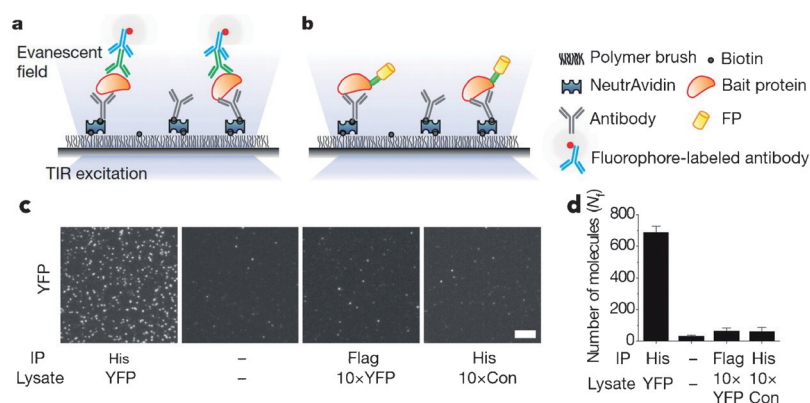 a
b
Evanescent
field
TIR excitation
Polymer brush
Biotin
NeutrAvidin
Bait protein
Antibody
FP
Fluorophore-labeled antibody
c
YFP
IP His – Flag His
Lysate YFP – 10×YFP 10×Con
d
Number of molecules (Nf)
800
600
400
200
0
IP His – Flag His
Lysate YFP – 10× 10×
YFP Con